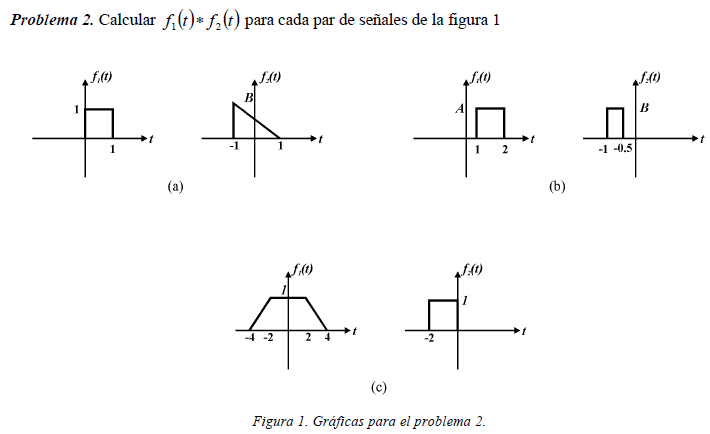 Problema 2. Calcular f₁(t)∗f₂(t) para cada par de señales de la figura 1
f₁(t) f₂(t) f₁(t) f₂(t)
1 B A B
1 t -1 1 t 1 2 t -1 -0.5 t
(a) (b)
f₁(t) f₂(t)
1 1
-4 -2 2 4 t -2 t
(c)
Figura 1. Gráficas para el problema 2.